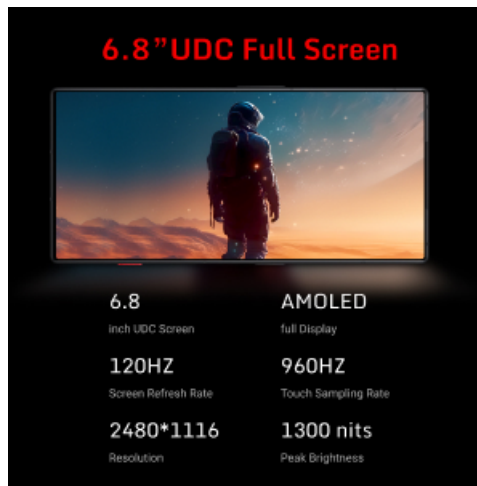 6.8”UDC Full Screen
6.8
inch UDC Screen
AMOLED
full Display
120HZ
Screen Refresh Rate
960HZ
Touch Sampling Rate
2480*1116
Resolution
1300 nits
Peak Brightness